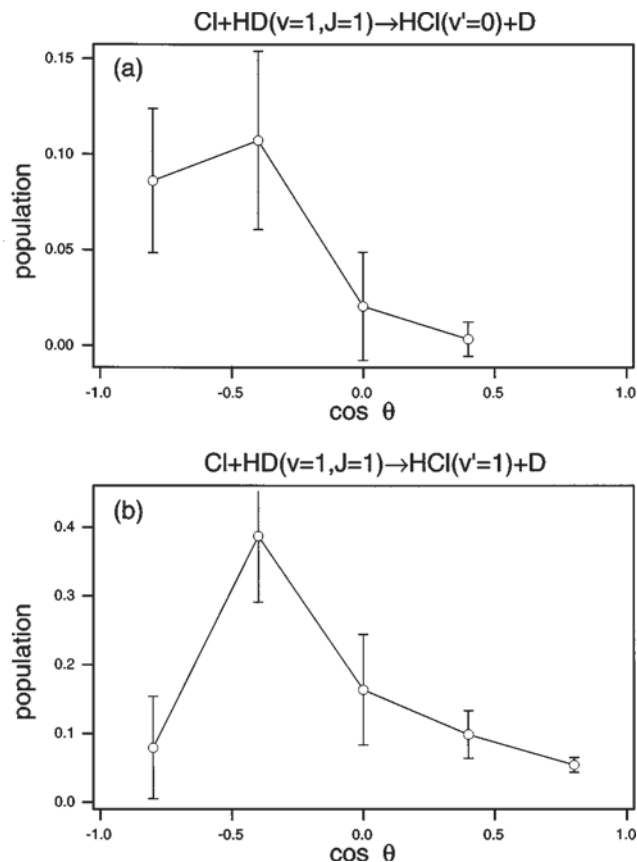 Cl+HD(v=1,J=1)→HCl(v'=0)+D
(a)
0.15
0.10
0.05
0.00
population
-1.0 -0.5 0.0 0.5 1.0
cos θ
Cl+HD(v=1,J=1)→HCl(v'=1)+D
(b)
0.4
0.3
0.2
0.1
0.0
population
-1.0 -0.5 0.0 0.5 1.0
cos θ